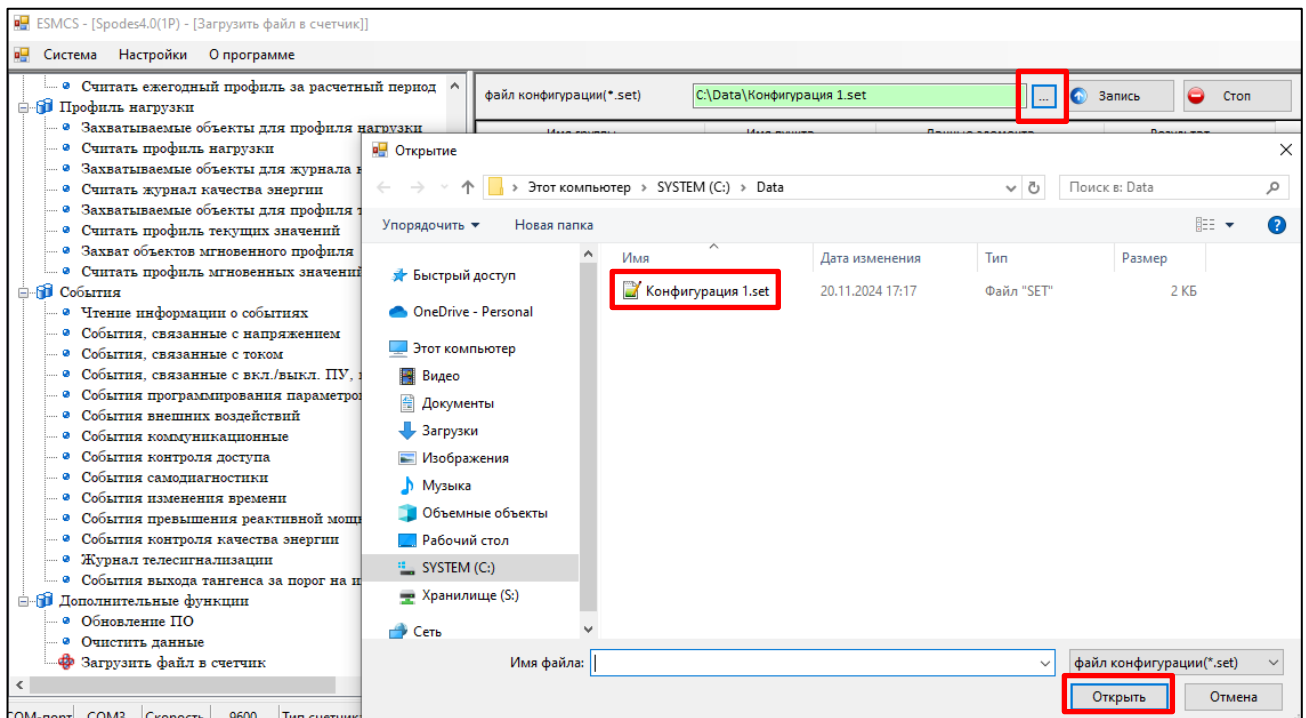 ESMCS - [Spodes4.0(1P) - [Загрузить файл в счетчик]]
Система Настройки О программе
Считать ежегодный профиль за расчетный период
Профиль нагрузки
Захватываемые объекты для профиля нагрузки
Считать профиль нагрузки
Захватываемые объекты для журнала
Считать журнал качества энергии
Захватываемые объекты для профиля
Считать профиль текущих значений
Захват объектов мгновенного профиля
Считать профиль мгновенных значений
События
Чтение информации о событиях
События, связанные с напряжением
События, связанные с током
События, связанные с вкл./выкл. ПУ,
События программирования параметров
События внешних воздействий
События коммуникационные
События контроля доступа
События самодиагностики
События изменения времени
События превышения реактивной
События контроля качества энергии
Журнал телесигнализации
События выхода тангенса за порог на
Дополнительные функции
Обновление ПО
Очистить данные
Загрузить файл в счетчик
файл конфигурации(*.set) C:\Data\Конфигурация 1.set ... Запись Стоп
Имя группы Имя пункта Данные элемента Результат
Открытие
Этот компьютер > SYSTEM (C:) > Data Поиск в: Data
Упорядочить Новая папка
Имя Дата изменения Тип Размер
Конфигурация 1.set 20.11.2024 17:17 Файл "SET" 2 КБ
Быстрый доступ
OneDrive - Personal
Этот компьютер
Видео
Документы
Загрузки
Изображения
Музыка
Объемные объекты
Рабочий стол
SYSTEM (C:)
Хранилище (S:)
Сеть
Имя файла: файл конфигурации(*.set)
Открыть Отмена
COM-порт COM3 Скорость 9600 Тип счетчик